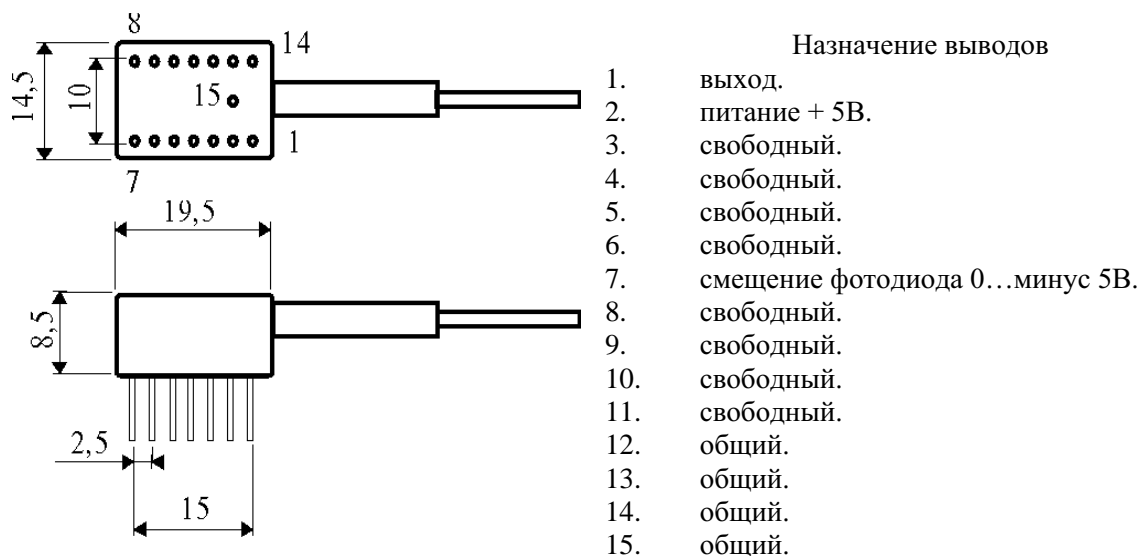 8
14
14,5
10
15
1
7
19,5
8,5
2,5
15
Назначение выводов
1. выход.
2. питание + 5В.
3. свободный.
4. свободный.
5. свободный.
6. свободный.
7. смещение фотодиода 0…минус 5В.
8. свободный.
9. свободный.
10. свободный.
11. свободный.
12. общий.
13. общий.
14. общий.
15. общий.